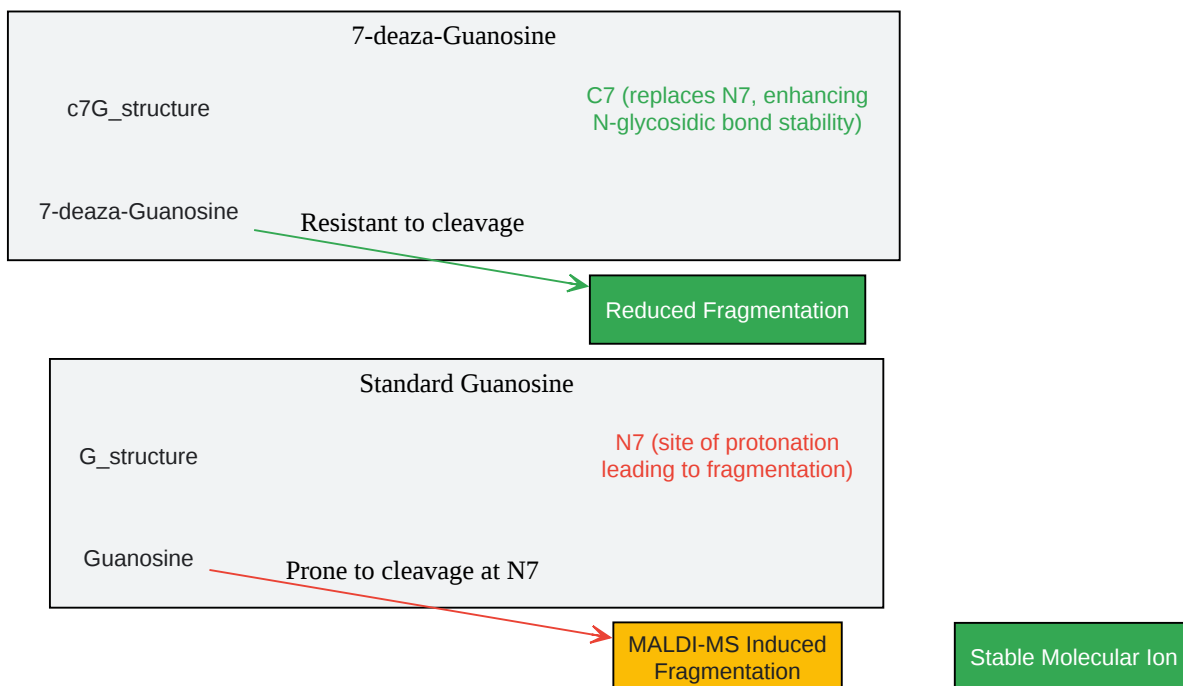 7-deaza-Guanosine
c7G_structure
C7 (replaces N7, enhancing
N-glycosidic bond stability)
7-deaza-Guanosine
Resistant to cleavage
Reduced Fragmentation
Standard Guanosine
G_structure
N7 (site of protonation
leading to fragmentation)
Guanosine
Prone to cleavage at N7
MALDI-MS Induced
Fragmentation
Stable Molecular Ion